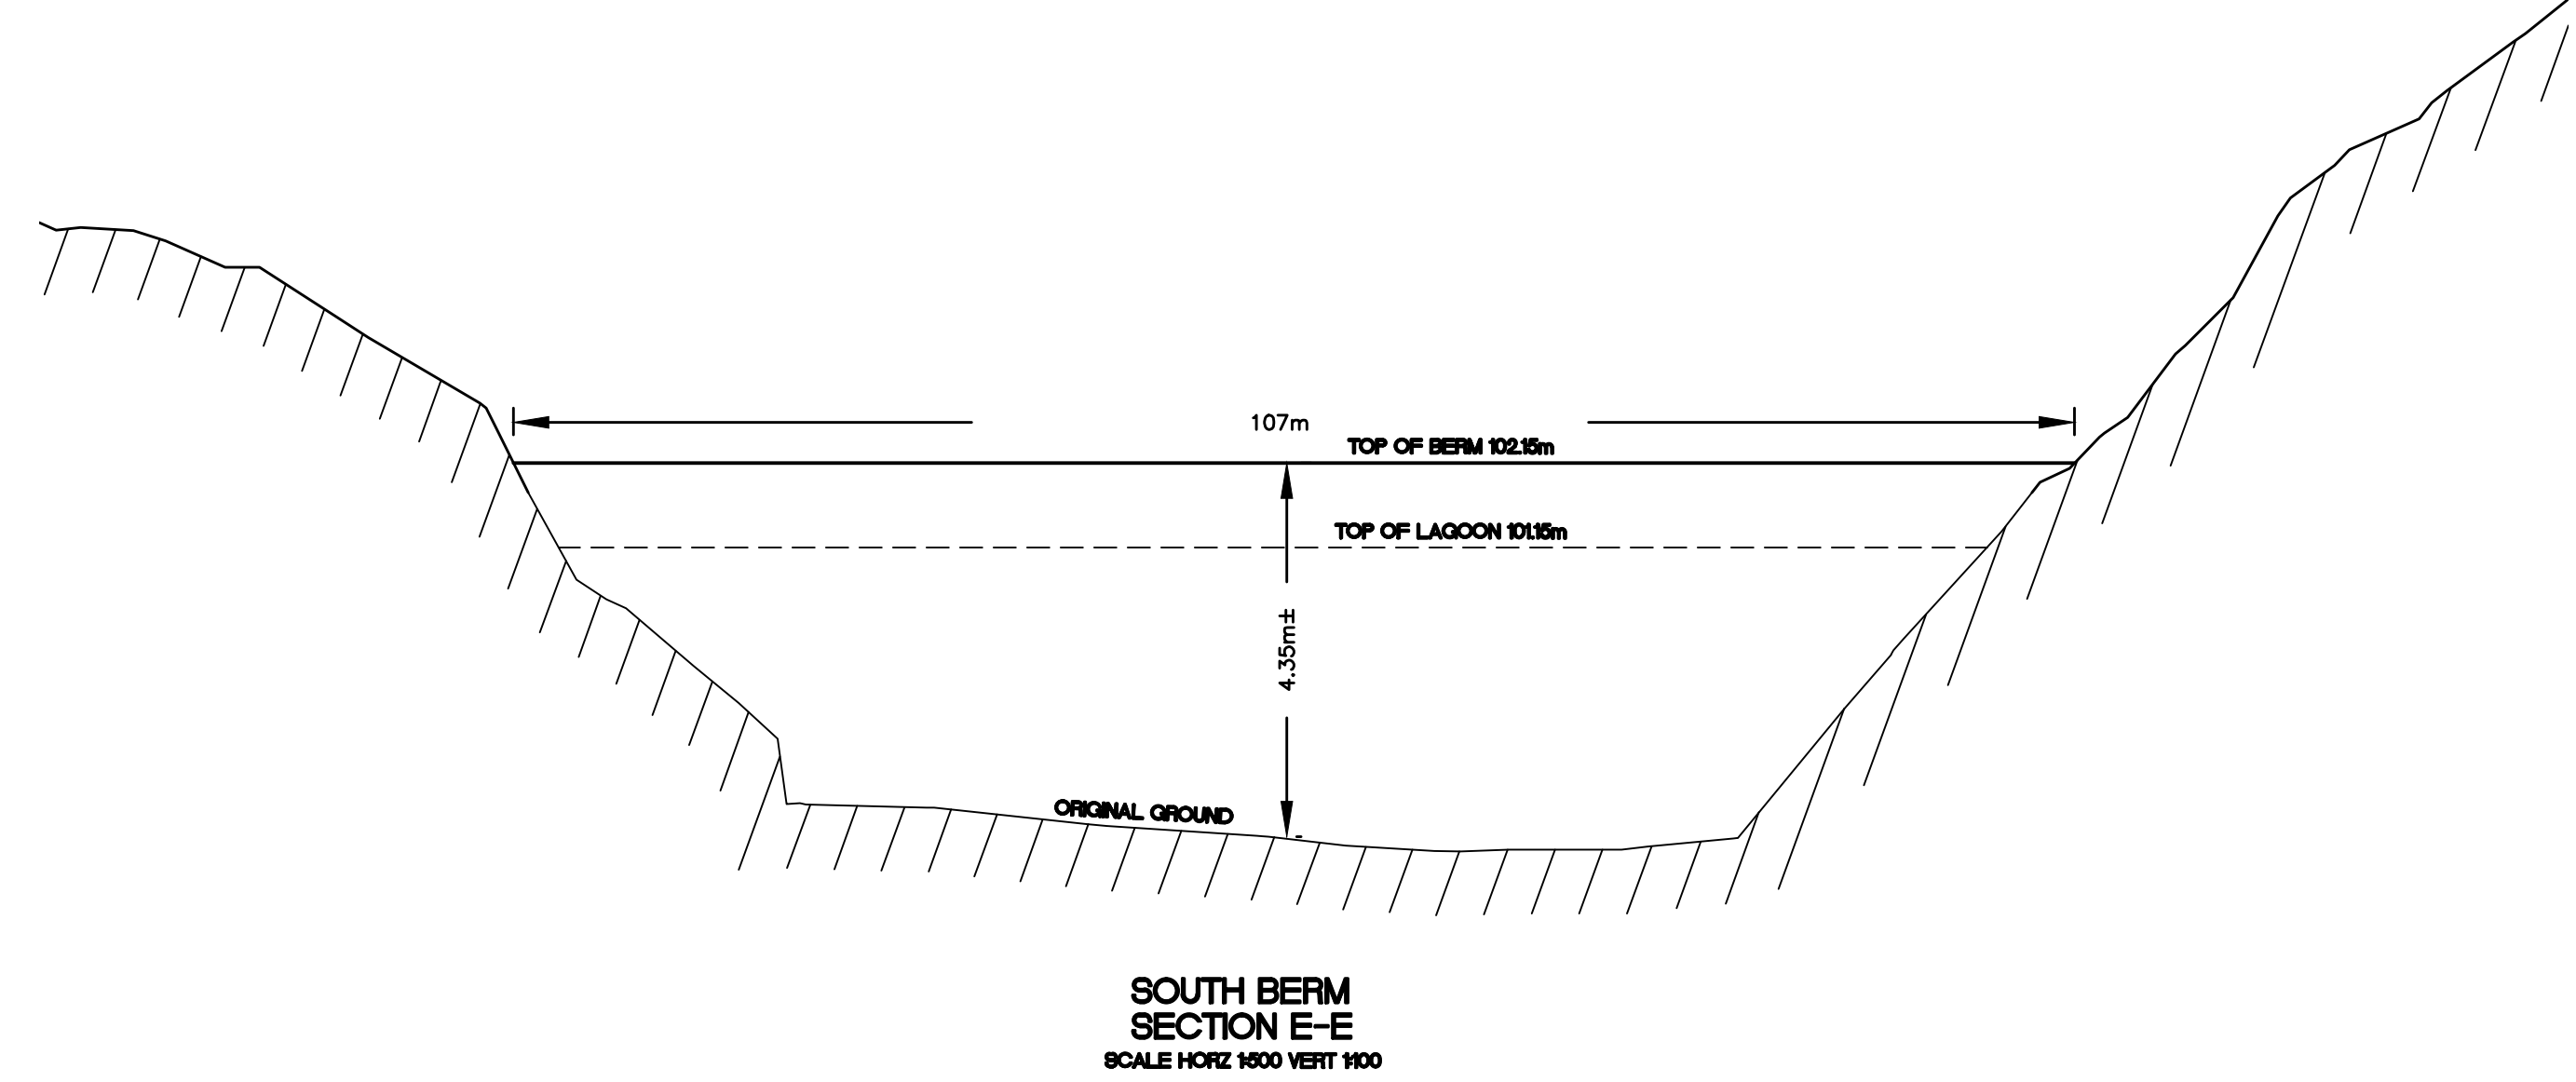 107m
TOP OF BERM 102.15m
TOP OF LAGOON 101.15m
4.35m±
ORIGINAL GROUND
SOUTH BERM
SECTION E-E
SCALE HORZ 1:500 VERT 1:100